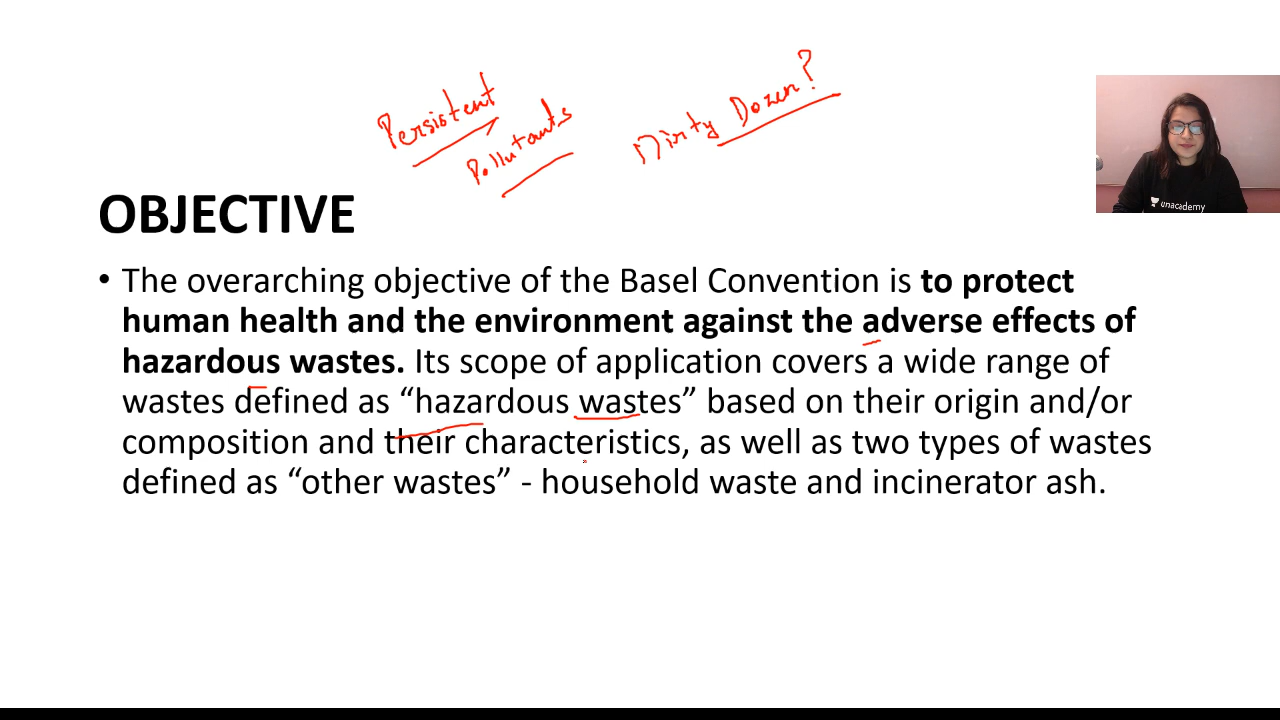 Persistent
Pollutants
Dirty Dozen?
unacademy
OBJECTIVE
• The overarching objective of the Basel Convention is to protect
human health and the environment against the adverse effects of
hazardous wastes. Its scope of application covers a wide range of
wastes defined as “hazardous wastes” based on their origin and/or
composition and their characteristics, as well as two types of wastes
defined as “other wastes” - household waste and incinerator ash.